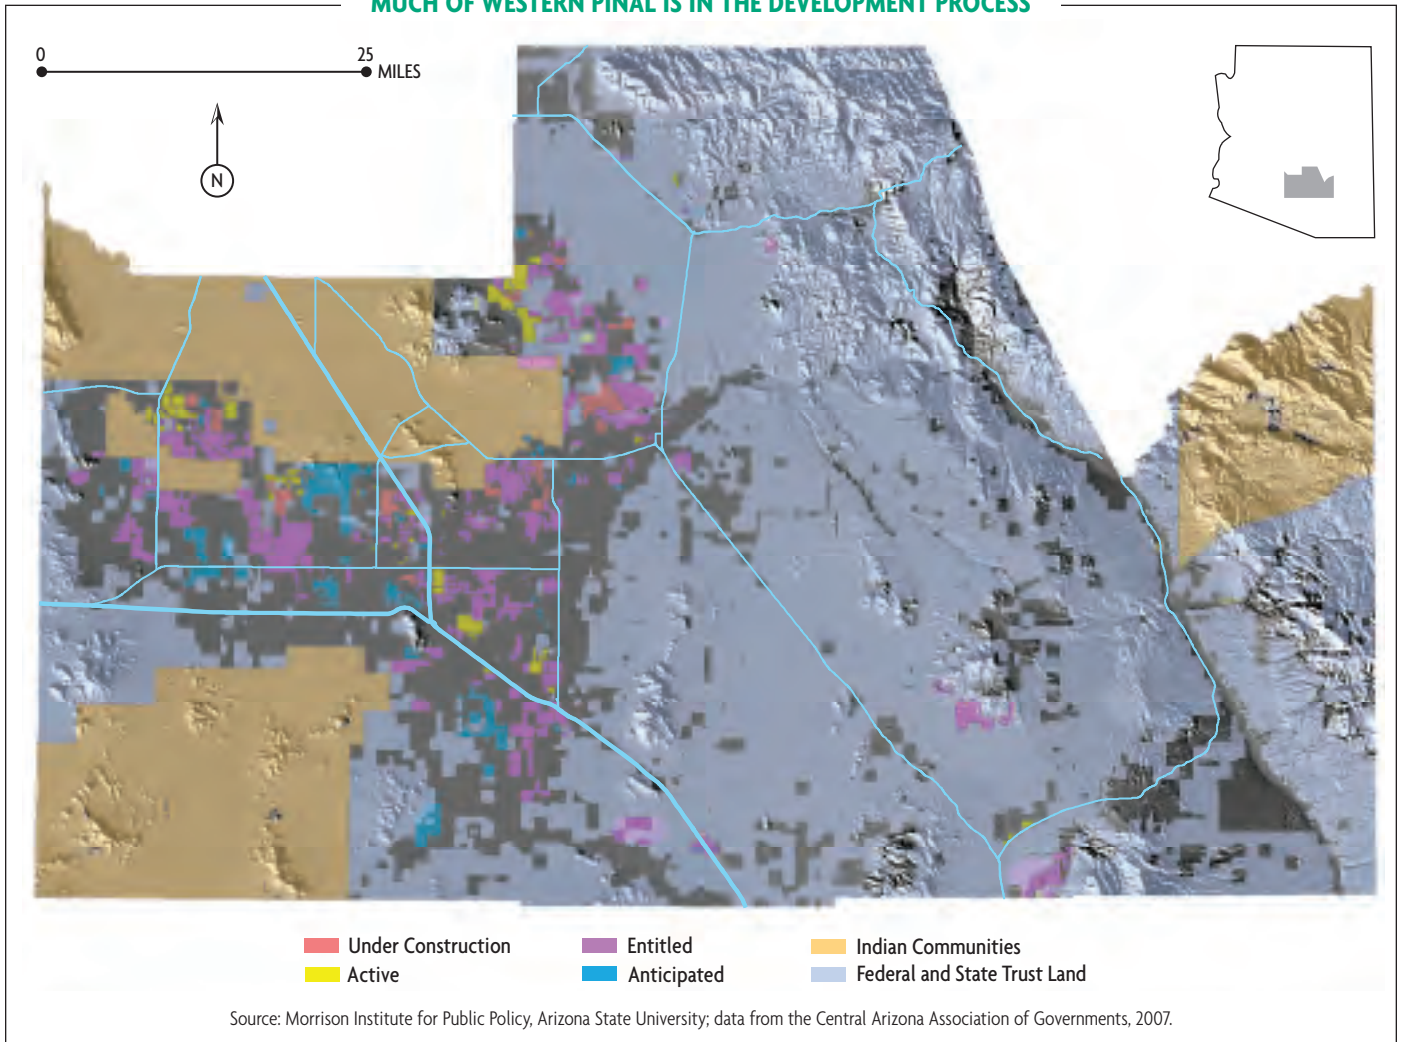 MUCH OF WESTERN PINAL IS IN THE DEVELOPMENT PROCESS
0 25
MILES
N
Under Construction Entitled Indian Communities
Active Anticipated Federal and State Trust Land
Source: Morrison Institute for Public Policy, Arizona State University; data from the Central Arizona Association of Governments, 2007.